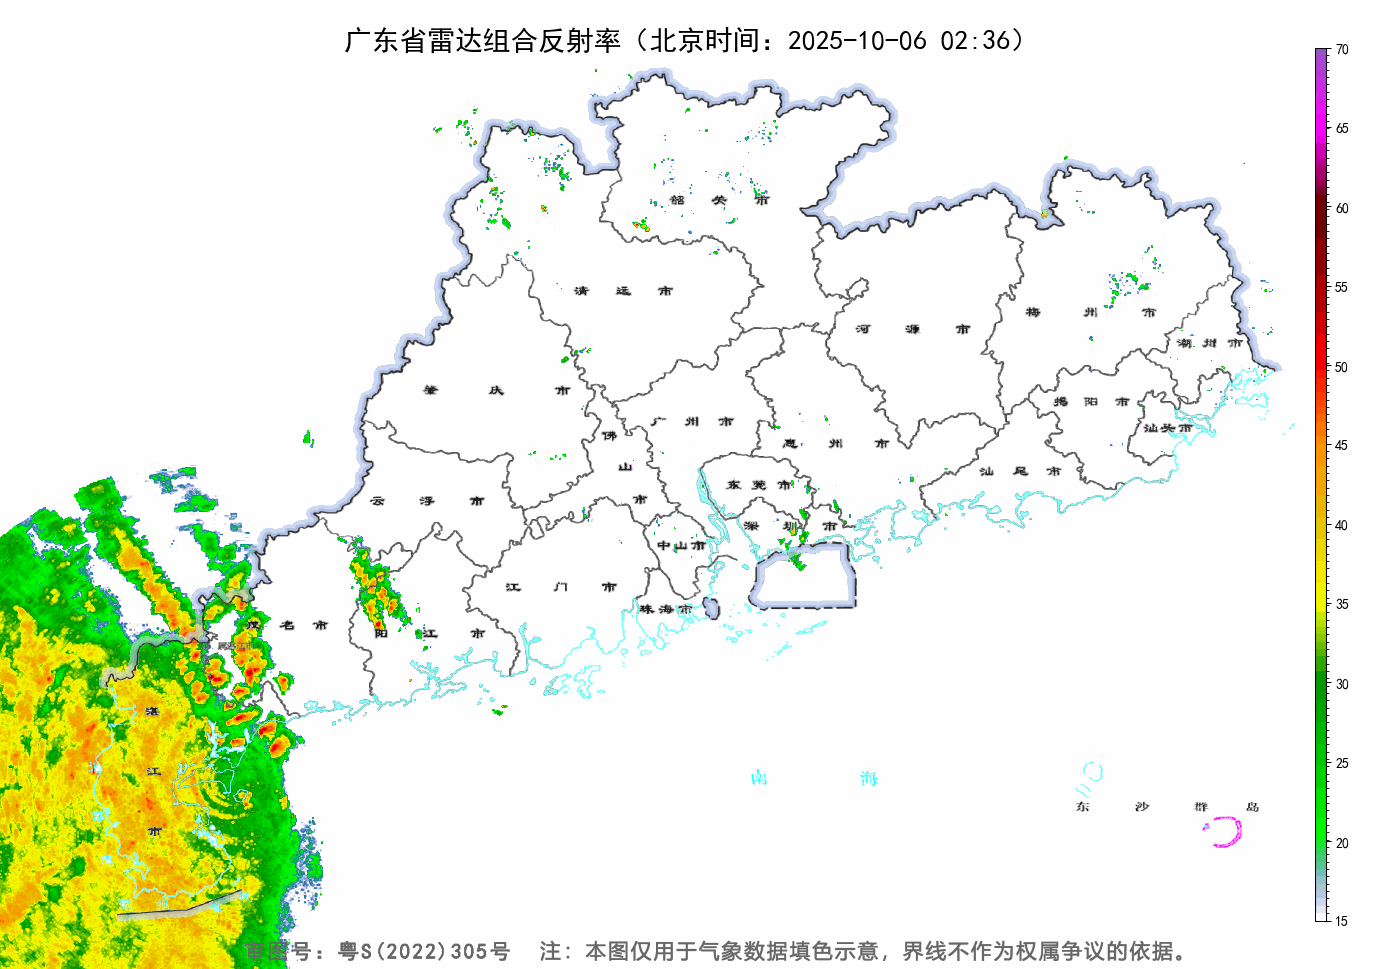 广东省雷达组合反射率（北京时间：2025-10-06 02:36）
70
65
60
55
50
45
40
35
30
25
20
15
韶关市
清远市
河源市
梅州市
潮州市
肇庆市
广州市
揭阳市
汕头市
佛山市
惠州市
汕尾市
云浮市
东莞市
深圳市
中山市
江门市
珠海市
茂名市
阳江市
湛江市
南海
东沙群岛
审图号：粤S(2022)305号 注：本图仅用于气象数据填色示意，界线不作为权属争议的依据。